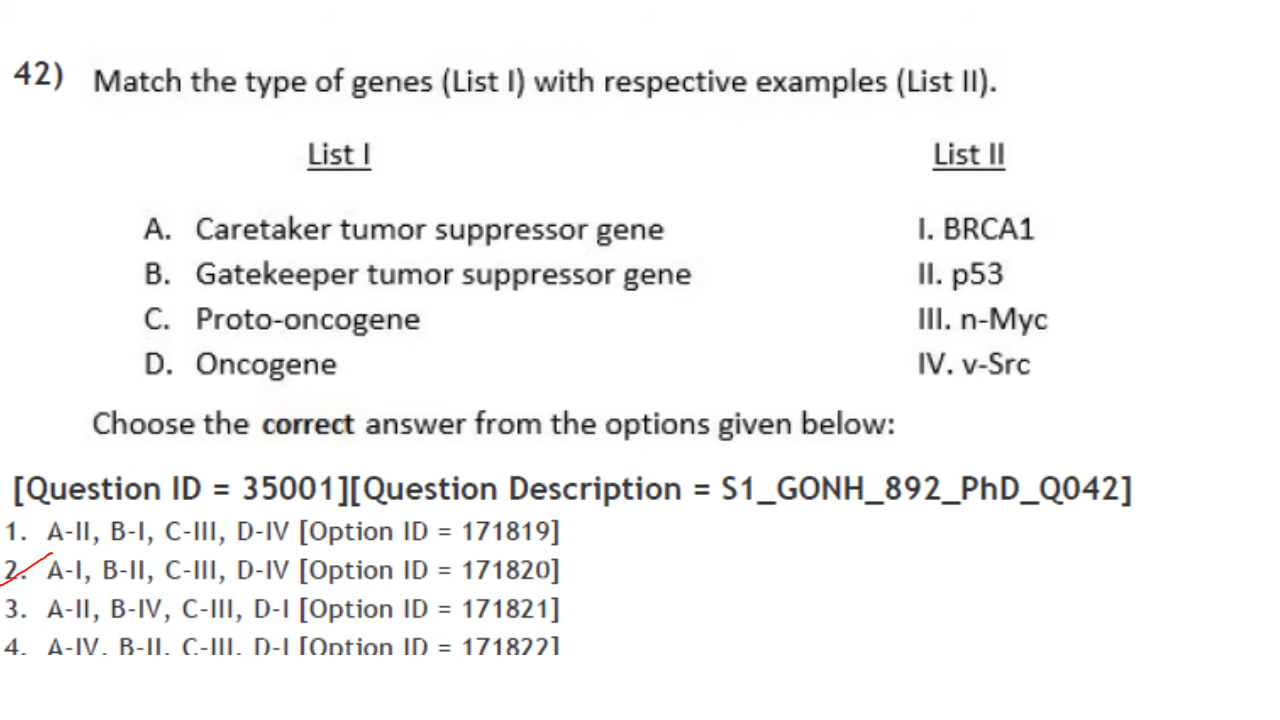 42) Match the type of genes (List I) with respective examples (List II).
List I List II
A. Caretaker tumor suppressor gene I. BRCA1
B. Gatekeeper tumor suppressor gene II. p53
C. Proto-oncogene III. n-Myc
D. Oncogene IV. v-Src
Choose the correct answer from the options given below:
[Question ID = 35001][Question Description = S1_GONH_892_PhD_Q042]
1. A-II, B-I, C-III, D-IV [Option ID = 171819]
2. A-I, B-II, C-III, D-IV [Option ID = 171820]
3. A-II, B-IV, C-III, D-I [Option ID = 171821]
4. A-IV, B-II, C-III, D-I [Option ID = 171822]